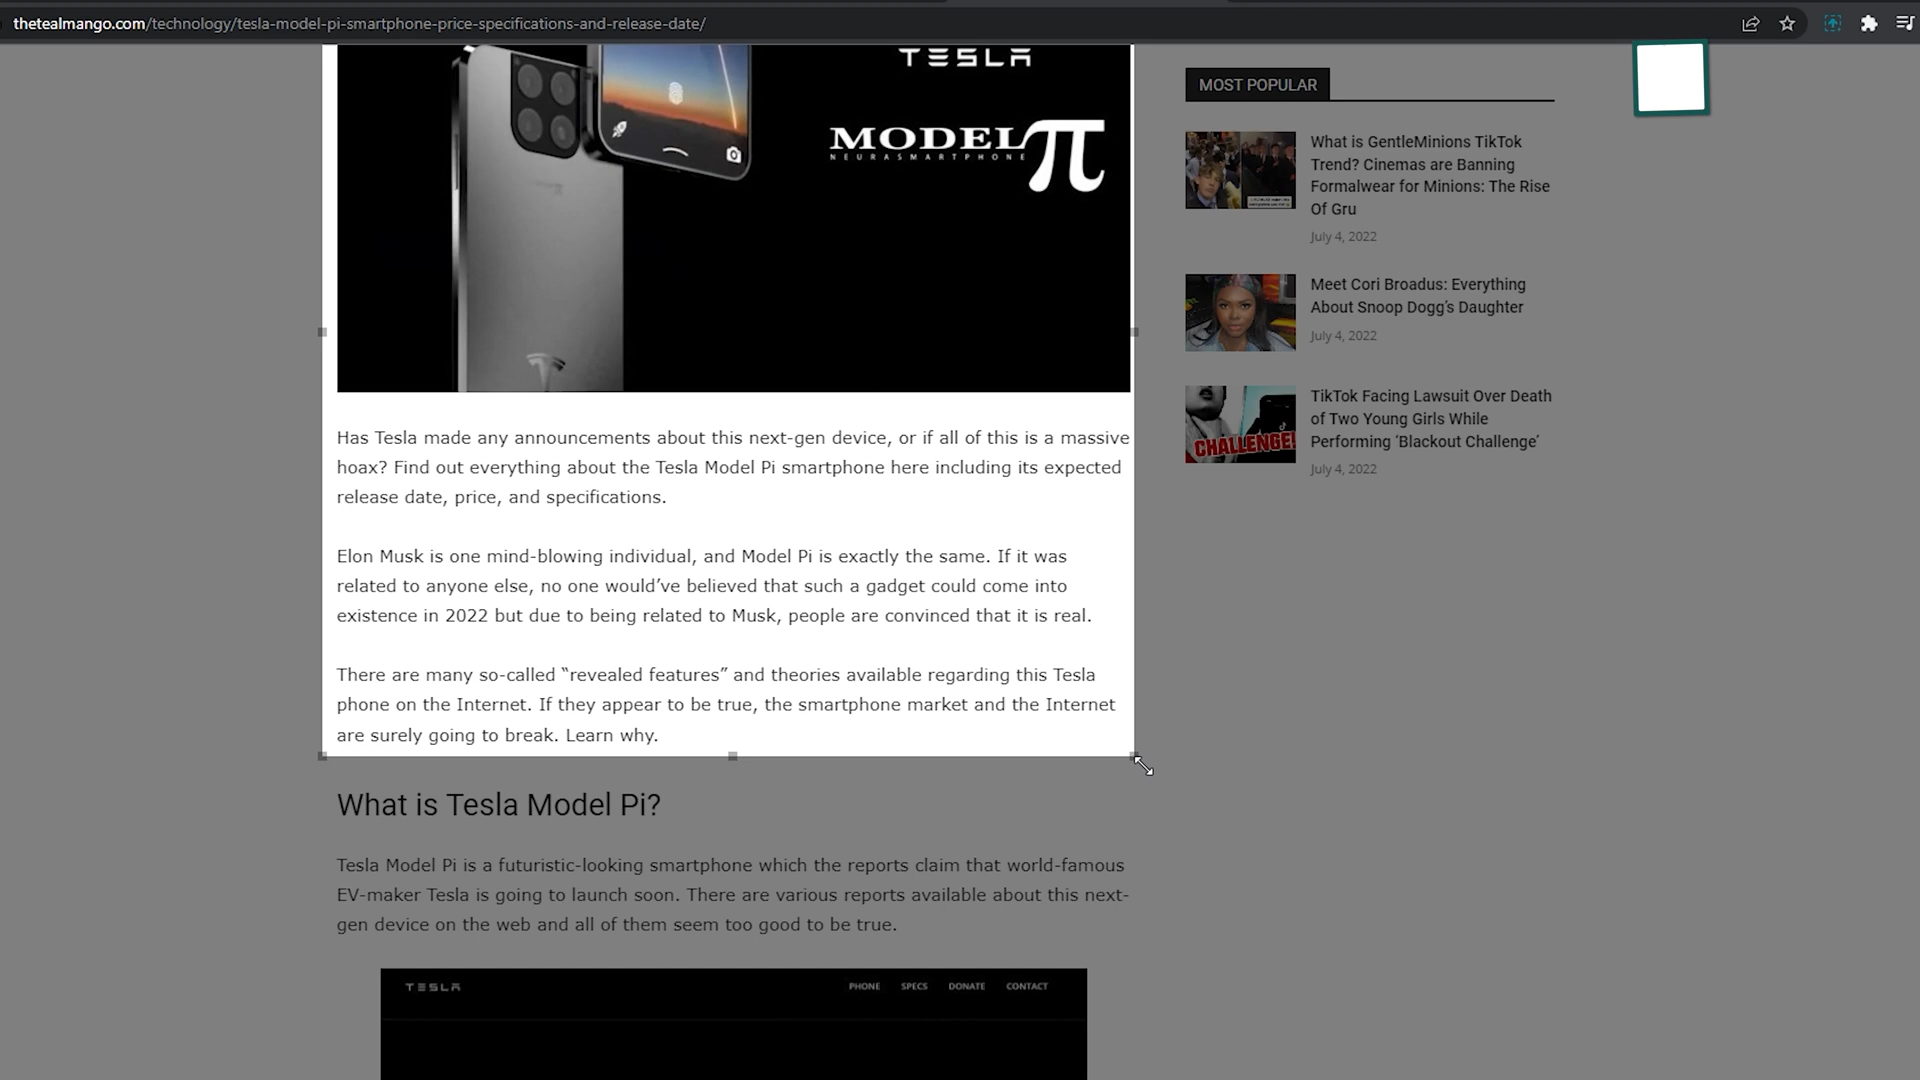 thetealmango.com/technology/tesla-model-pi-smartphone-price-specifications-and-release-date/
TESLA
MODEL π
NEURASMARTPHONE
Has Tesla made any announcements about this next-gen device, or if all of this is a massive
hoax? Find out everything about the Tesla Model Pi smartphone here including its expected
release date, price, and specifications.
Elon Musk is one mind-blowing individual, and Model Pi is exactly the same. If it was
related to anyone else, no one would’ve believed that such a gadget could come into
existence in 2022 but due to being related to Musk, people are convinced that it is real.
There are many so-called “revealed features” and theories available regarding this Tesla
phone on the Internet. If they appear to be true, the smartphone market and the Internet
are surely going to break. Learn why.
What is Tesla Model Pi?
Tesla Model Pi is a futuristic-looking smartphone which the reports claim that world-famous
EV-maker Tesla is going to launch soon. There are various reports available about this next-
gen device on the web and all of them seem too good to be true.
TESLA
PHONE SPECS DONATE CONTACT
MOST POPULAR
What is GentleMinions TikTok
Trend? Cinemas are Banning
Formalwear for Minions: The Rise
Of Gru
July 4, 2022
Meet Cori Broadus: Everything
About Snoop Dogg’s Daughter
July 4, 2022
CHALLENGE!
TikTok Facing Lawsuit Over Death
of Two Young Girls While
Performing ‘Blackout Challenge’
July 4, 2022